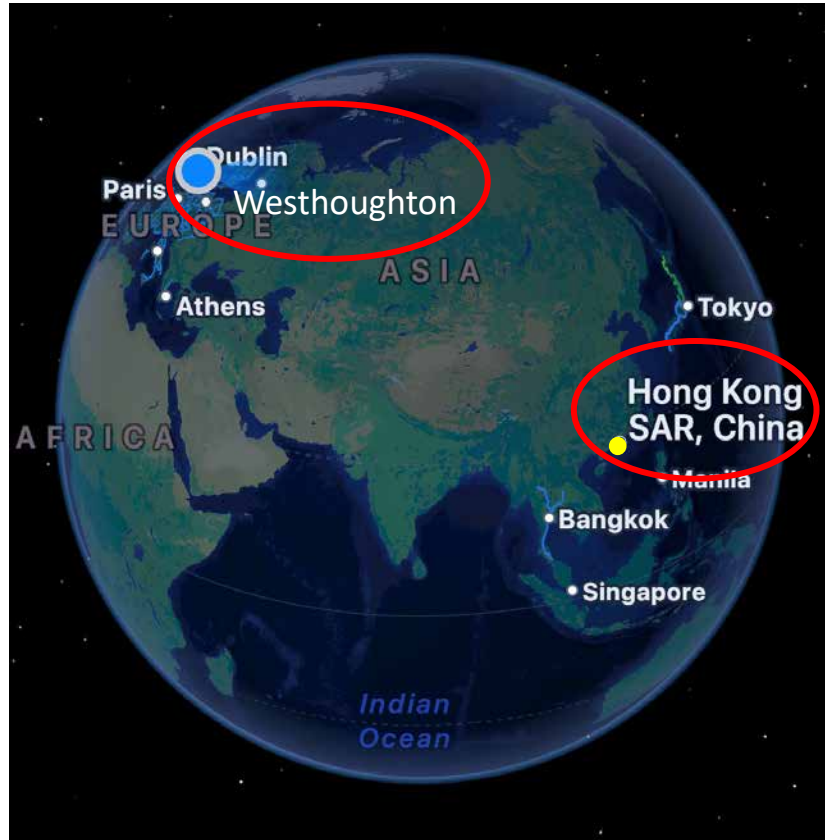 Dublin
Paris
Westhoughton
EUROPE
ASIA
Athens
Tokyo
Hong Kong
SAR, China
AFRICA
Manila
Bangkok
Singapore
Indian
Ocean